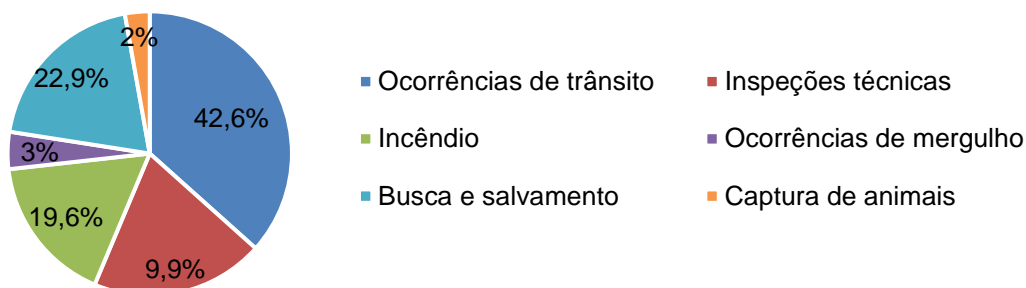 2%
22,9%
42,6%
3%
19,6%
9,9%
Ocorrências de trânsito
Inspeções técnicas
Incêndio
Ocorrências de mergulho
Busca e salvamento
Captura de animais